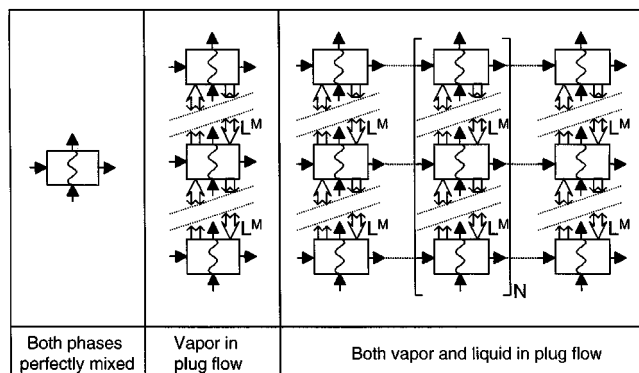 L^M
L^M
L^M
L^M
L^M
L^M
L^M
L^M
N
Both phases
perfectly mixed
Vapor in
plug flow
Both vapor and liquid in plug flow